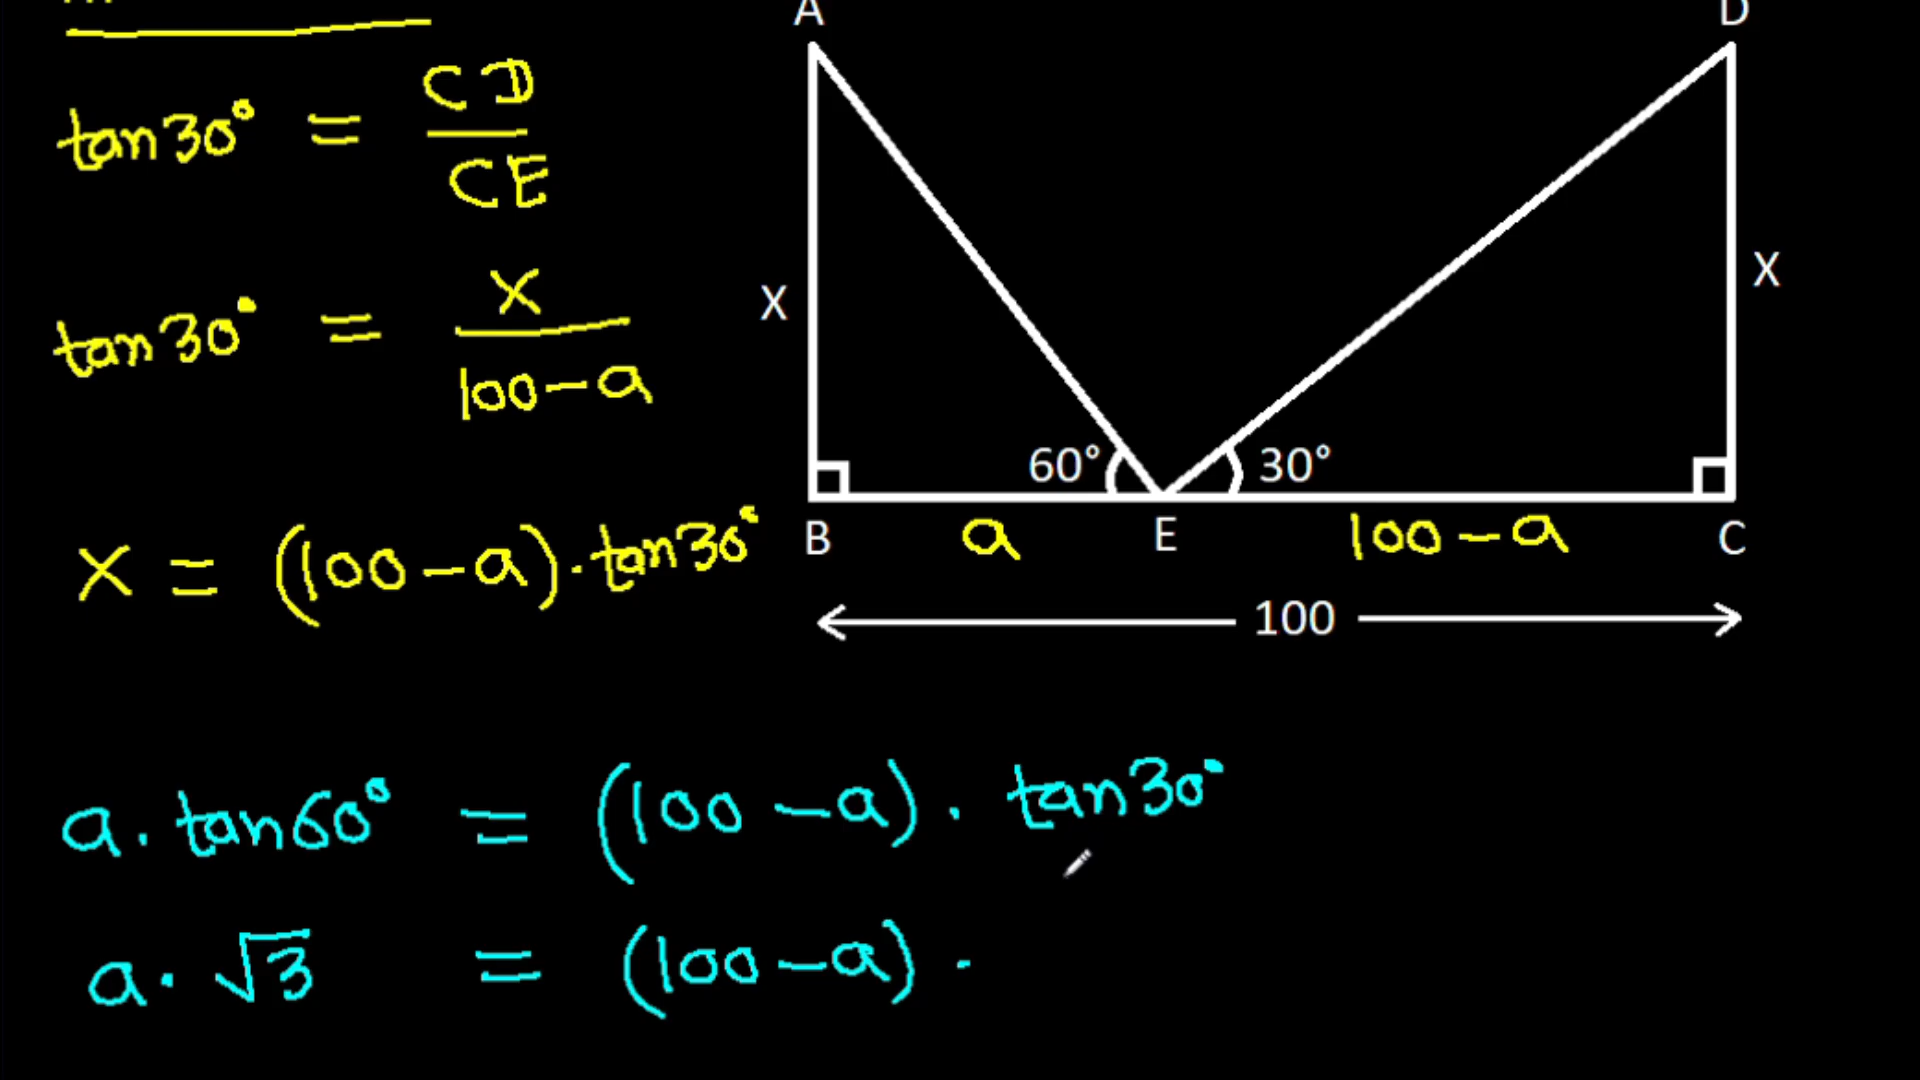 tan30° = CD/CE
tan30° = X/100-a
X = (100-a).tan30°
A
D
X
X
60°
30°
B
a
E
100-a
C
100
a.tan60° = (100-a).tan30°
a.√3 = (100-a).